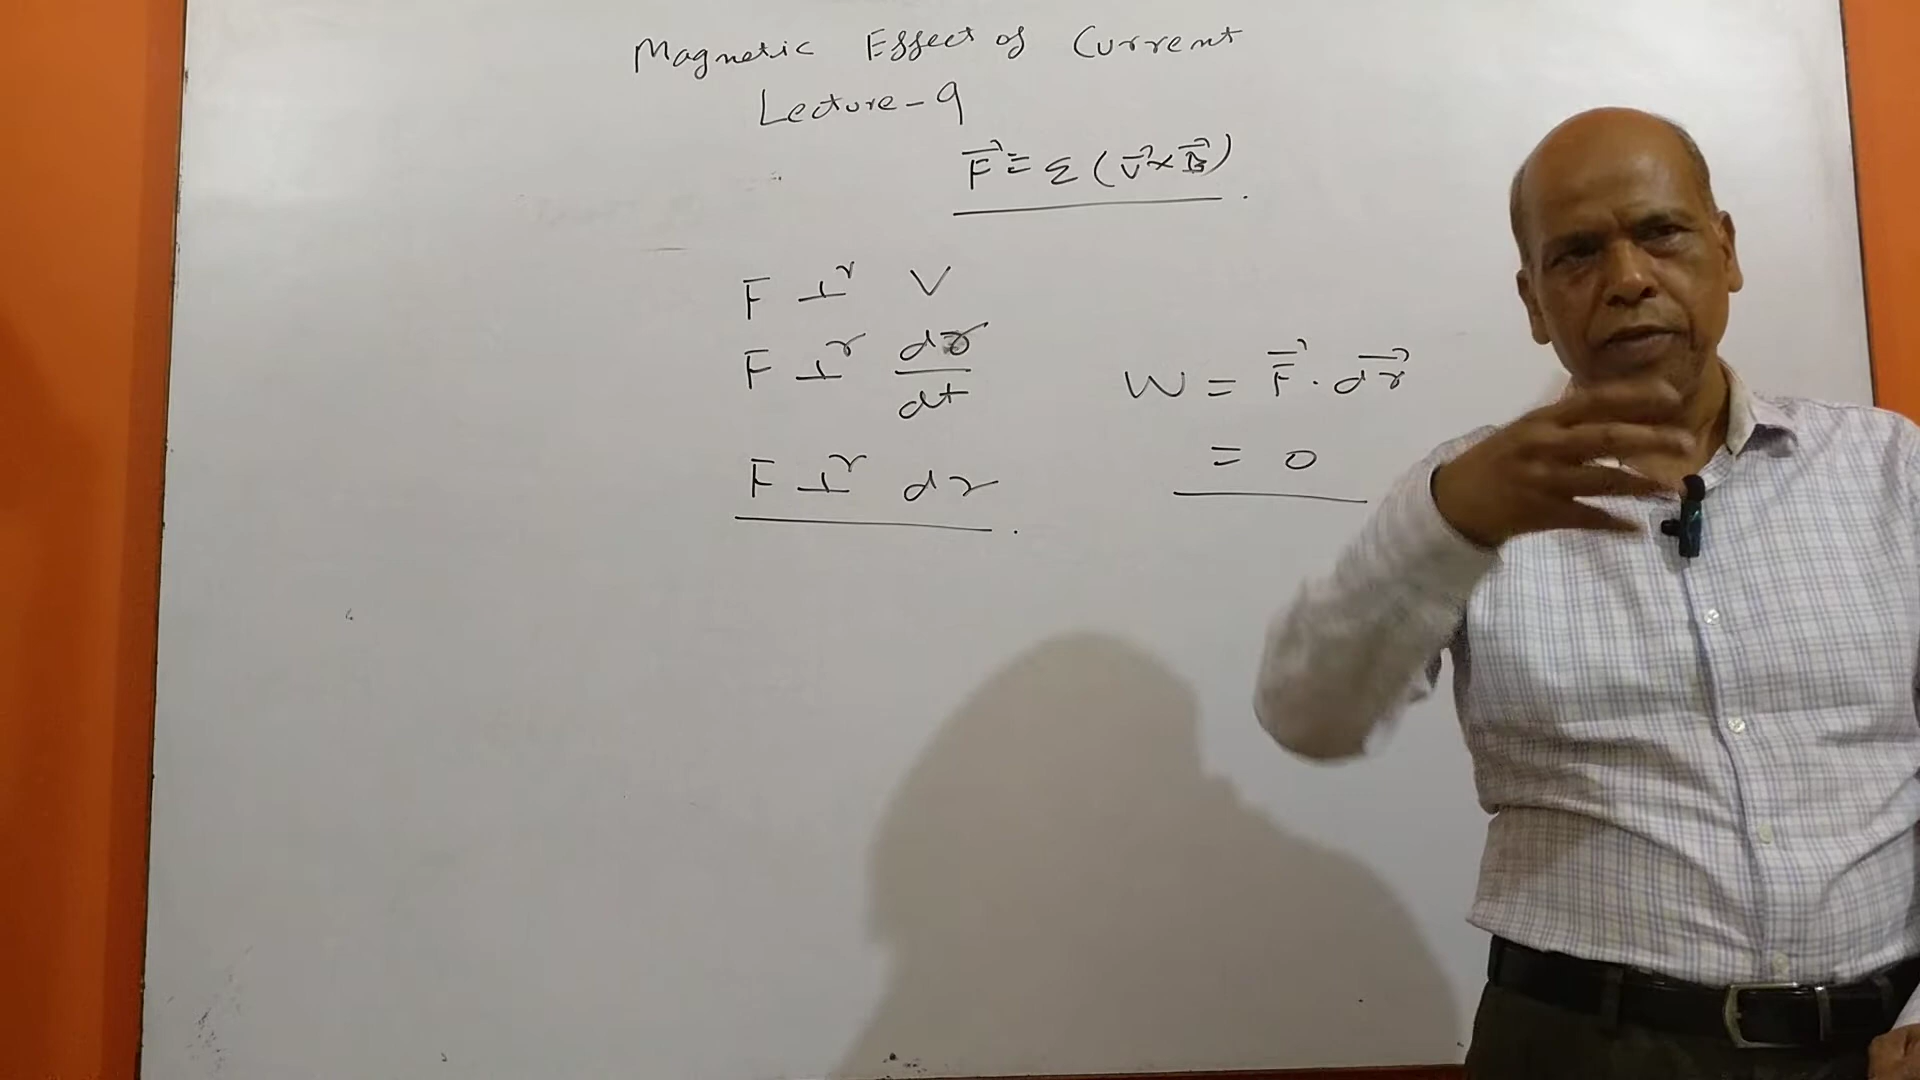 Magnetic Effect of Current
Lecture - 9
F⃗ = q (v⃗ × B⃗)
F ⊥ʳ V
F ⊥ʳ dr/dt
W = F⃗ . dr⃗
= 0
F ⊥ʳ dr